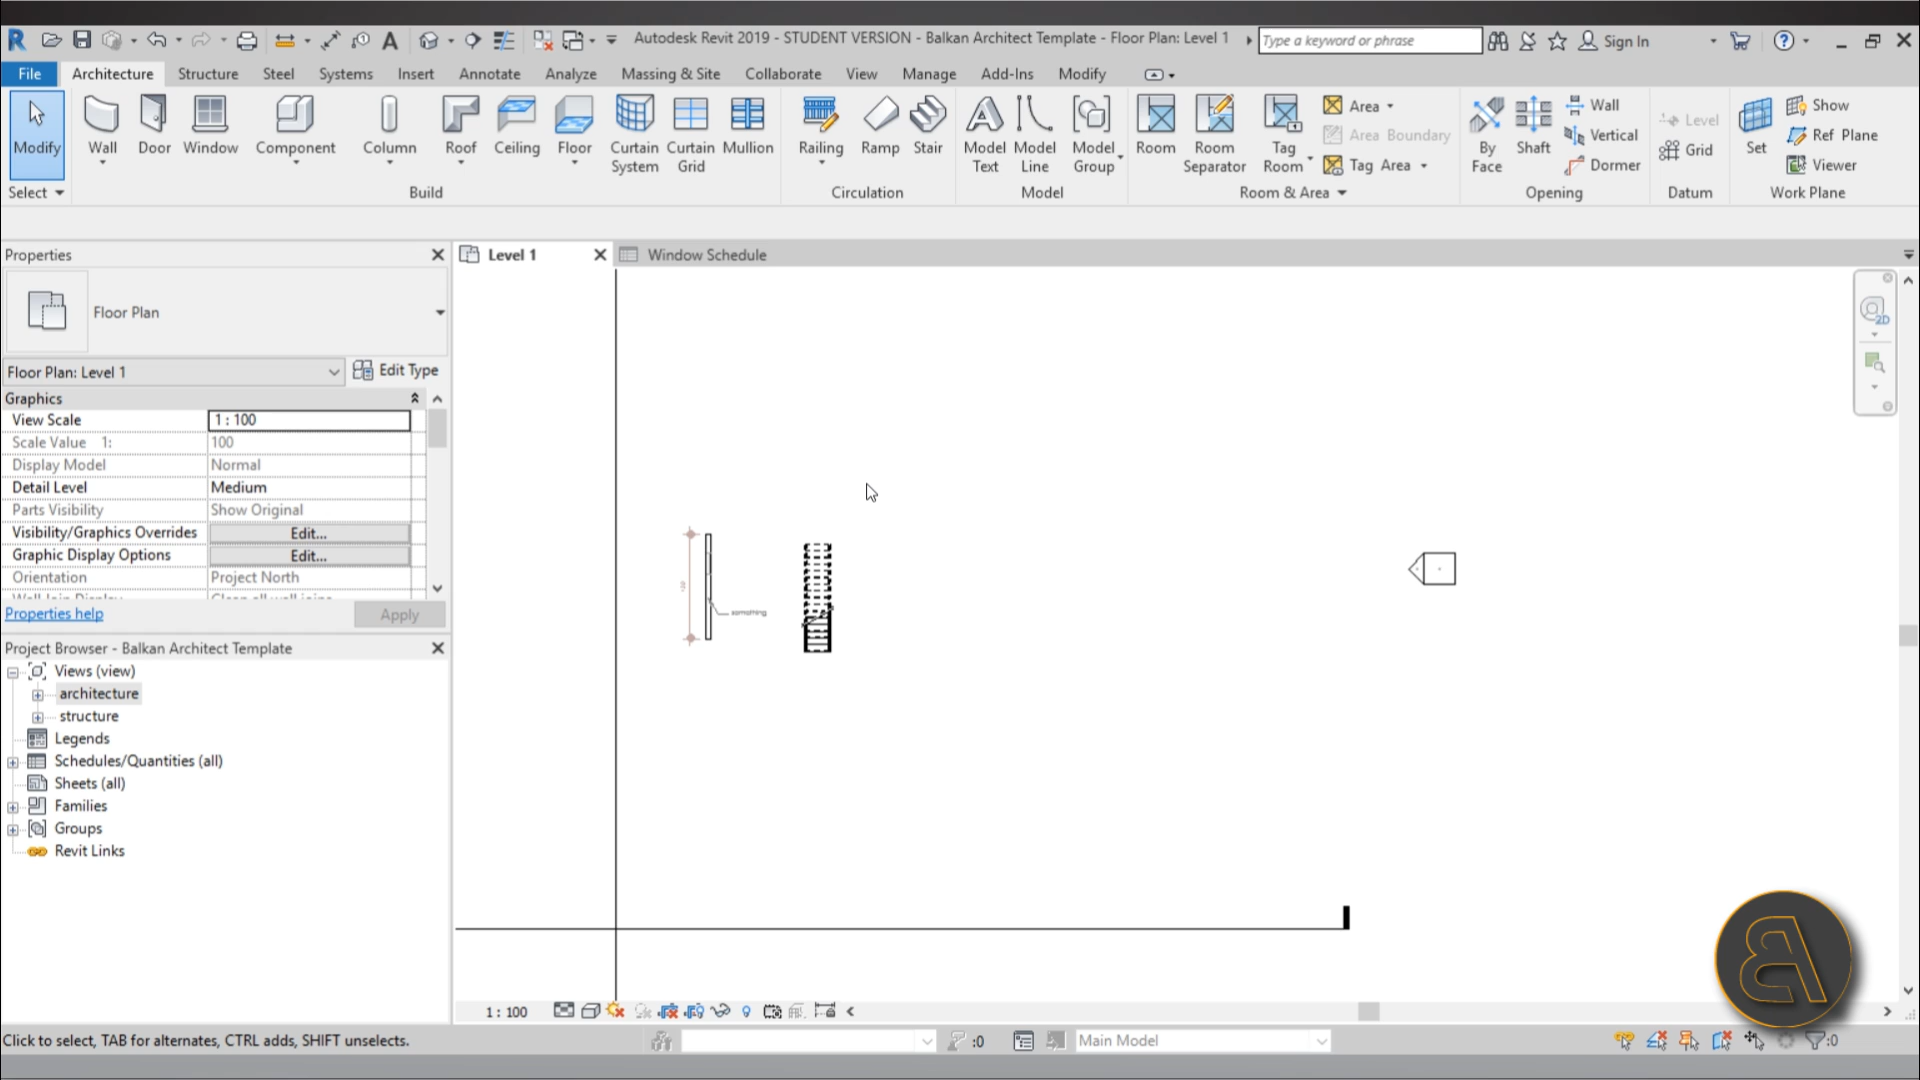 Autodesk Revit 2019 - STUDENT VERSION - Balkan Architect Template - Floor Plan: Level 1
Type a keyword or phrase
Sign In
File Architecture Structure Steel Systems Insert Annotate Analyze Massing & Site Collaborate View Manage Add-Ins Modify
Modify
Wall
Door
Window
Component
Column
Roof
Ceiling
Floor
Curtain System
Curtain Grid
Mullion
Railing
Ramp
Stair
Model Text
Model Line
Model Group
Room
Room Separator
Tag Room
Area
Area Boundary
Tag Area
By Face
Shaft
Wall
Vertical
Dormer
Level
Grid
Set
Show
Ref Plane
Viewer
Select Build Circulation Model Room & Area Opening Datum Work Plane
Properties
Floor Plan
Floor Plan: Level 1 Edit Type
Graphics
View Scale 1 : 100
Scale Value 1: 100
Display Model Normal
Detail Level Medium
Parts Visibility Show Original
Visibility/Graphics Overrides Edit...
Graphic Display Options Edit...
Orientation Project North
Properties help Apply
Project Browser - Balkan Architect Template
Views (view)
architecture
structure
Legends
Schedules/Quantities (all)
Sheets (all)
Families
Groups
Revit Links
Level 1
Window Schedule
2D
something
1 : 100
Click to select, TAB for alternates, CTRL adds, SHIFT unselects.
:0
Main Model
:0